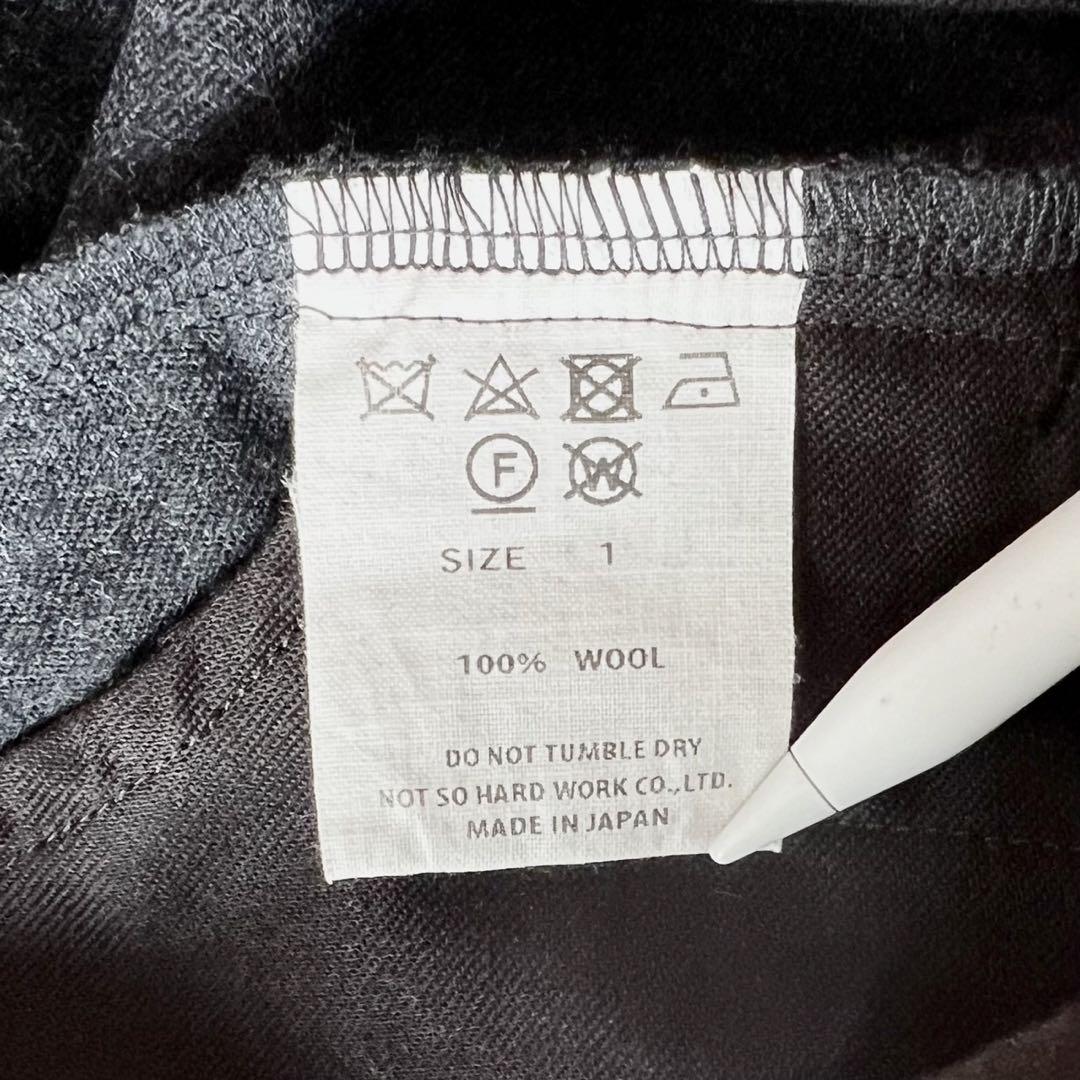 F W
SIZE 1
100% WOOL
DO NOT TUMBLE DRY
NOT SO HARD WORK CO.,LTD.
MADE IN JAPAN